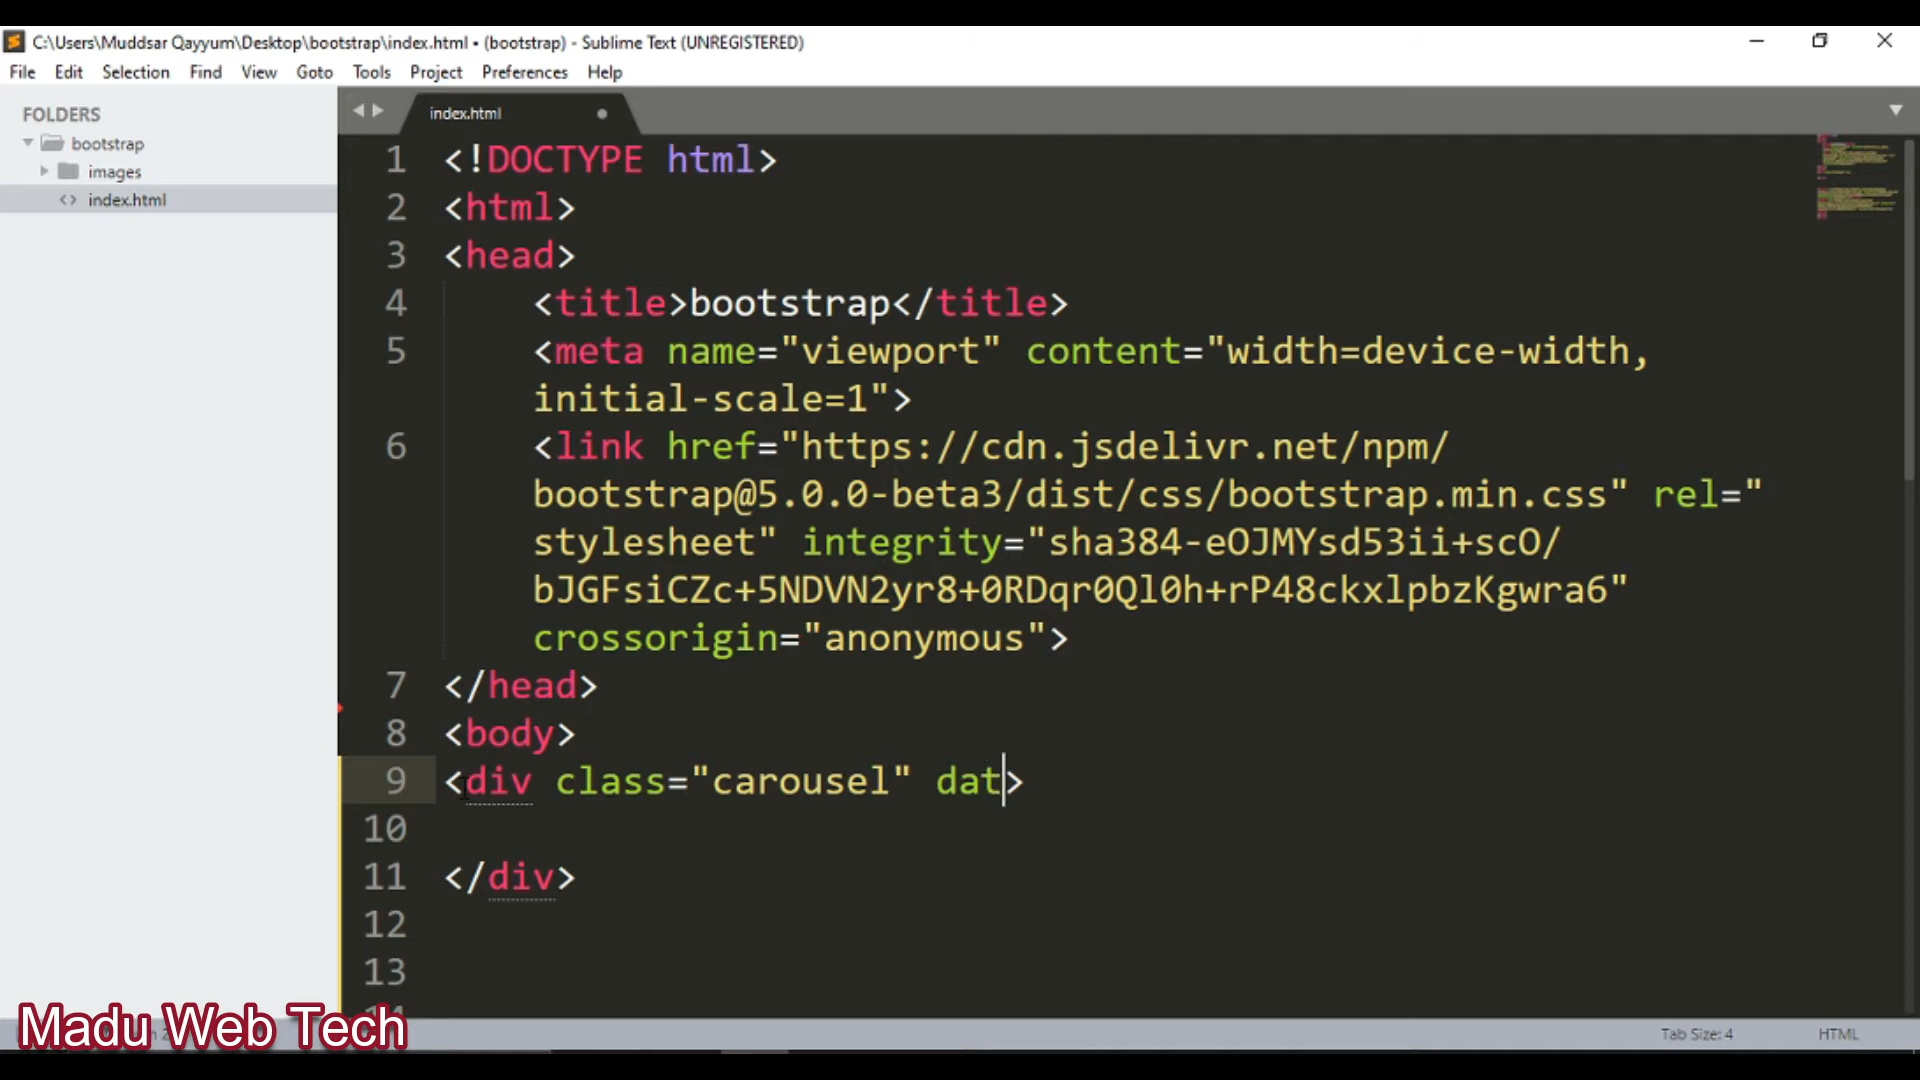 C:\Users\Muddsar Qayyum\Desktop\bootstrap\index.html • (bootstrap) - Sublime Text (UNREGISTERED)
File Edit Selection Find View Goto Tools Project Preferences Help
FOLDERS
bootstrap
images
index.html
index.html
1 <!DOCTYPE html>
2 <html>
3 <head>
4 <title>bootstrap</title>
5 <meta name="viewport" content="width=device-width,
initial-scale=1">
6 <link href="https://cdn.jsdelivr.net/npm/
bootstrap@5.0.0-beta3/dist/css/bootstrap.min.css" rel="
stylesheet" integrity="sha384-eOJMYsd53ii+scO/
bJGFsiCZc+5NDVN2yr8+0RDqr0Ql0h+rP48ckxlpbzKgwra6"
crossorigin="anonymous">
7 </head>
8 <body>
9 <div class="carousel" dat>
10
11 </div>
12
13
Madu Web Tech
Tab Size: 4 HTML